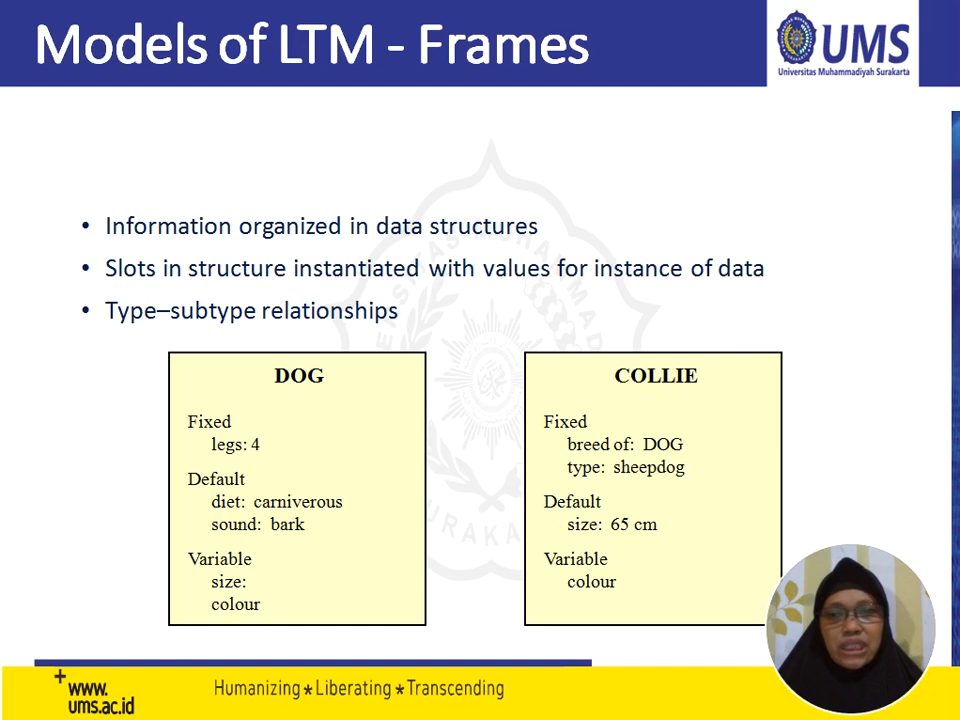 Models of LTM - Frames
UMS
Universitas Muhammadiyah Surakarta
• Information organized in data structures
• Slots in structure instantiated with values for instance of data
• Type–subtype relationships
DOG
Fixed
legs: 4
Default
diet: carniverous
sound: bark
Variable
size:
colour
COLLIE
Fixed
breed of: DOG
type: sheepdog
Default
size: 65 cm
Variable
colour
SURAKA
+
www.
ums.ac.id
Humanizing * Liberating * Transcending